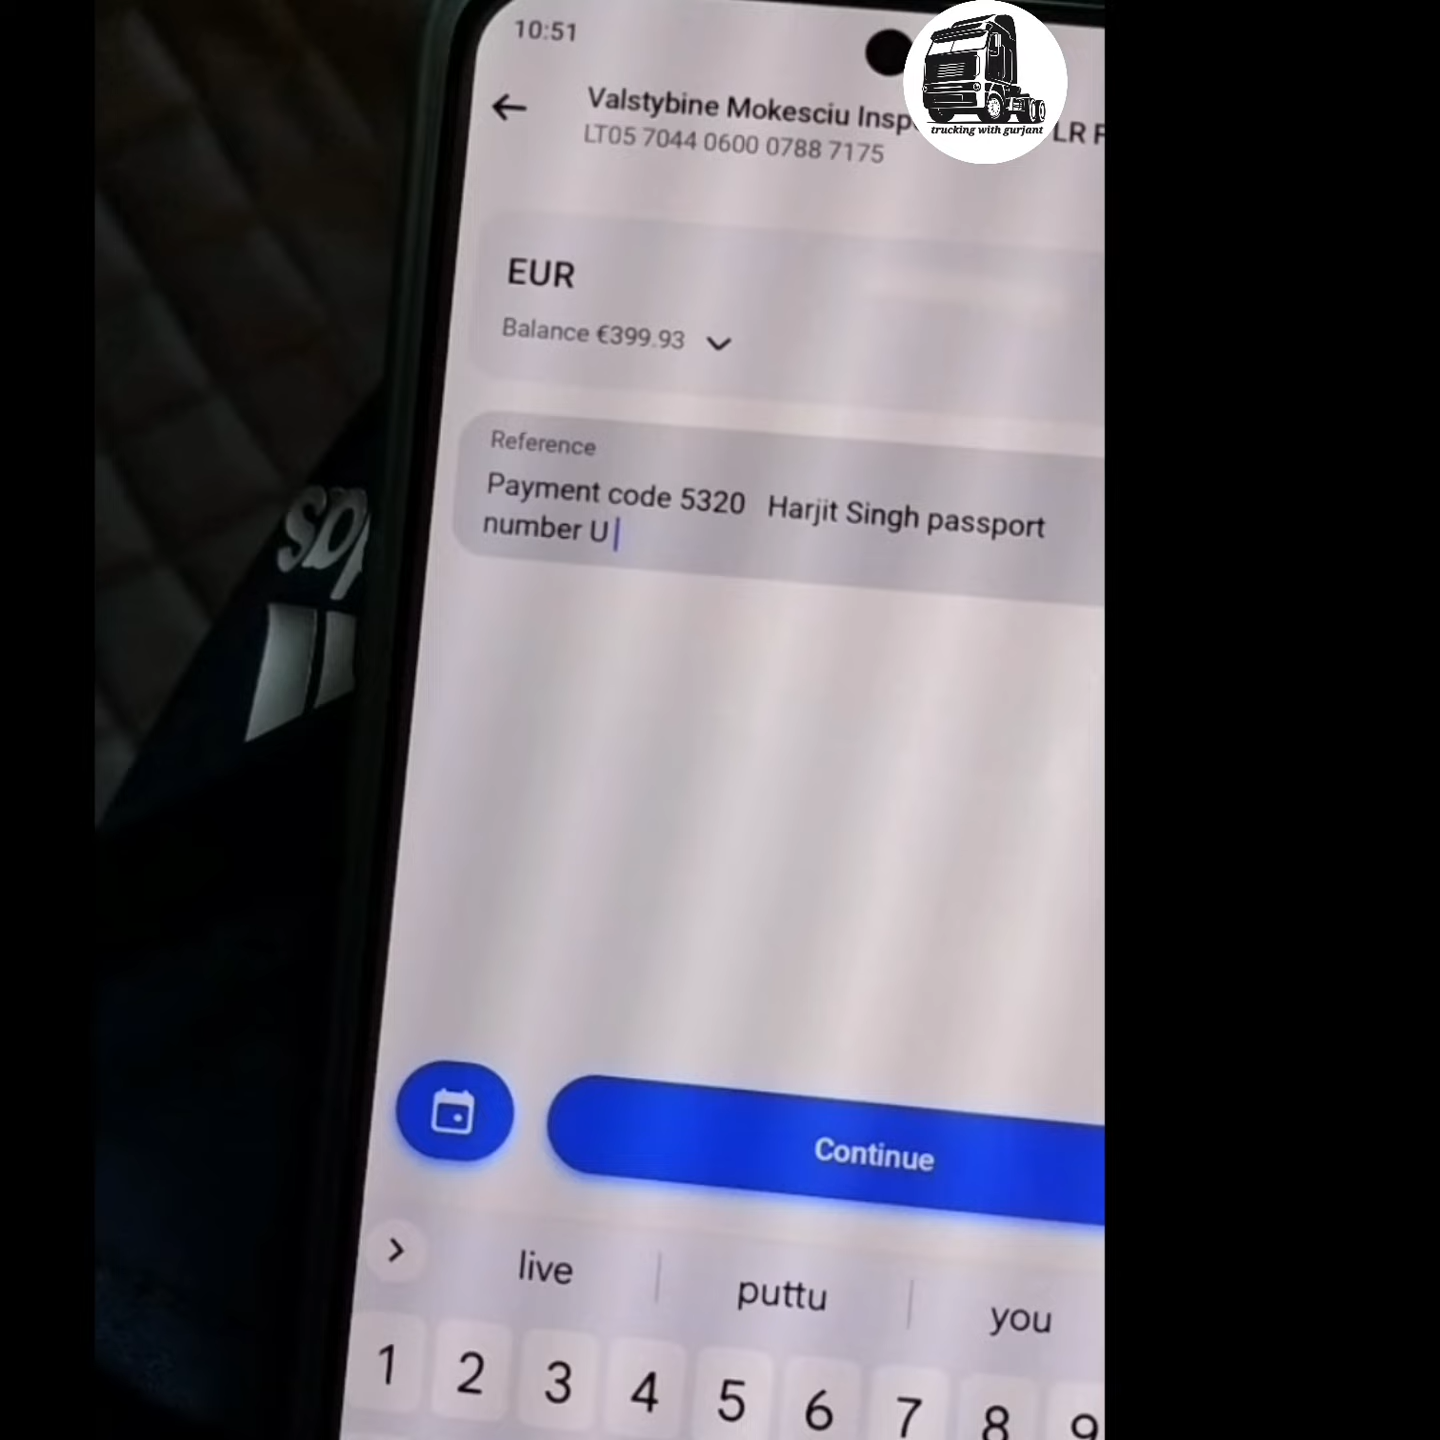 10:51
Valstybine Mokesciu Insp
LR F
LT05 7044 0600 0788 7175
trucking with gurjant
EUR
Balance €399.93
Reference
Payment code 5320 Harjit Singh passport
number U
Continue
live puttu you
1 2 3 4 5 6 7 8 9